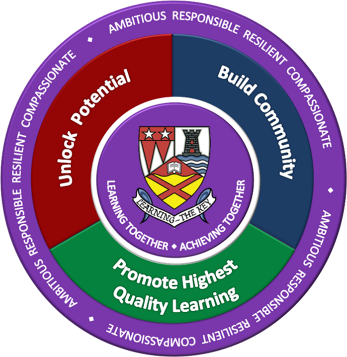 AMBITIOUS RESPONSIBLE RESILIENT COMPASSIONATE
AMBITIOUS RESPONSIBLE RESILIENT COMPASSIONATE
AMBITIOUS RESPONSIBLE RESILIENT COMPASSIONATE
Unlock Potential
Build Community
Promote Highest
Quality Learning
LEARNING TOGETHER ♦ ACHIEVING TOGETHER
LEARNING-THE KEY